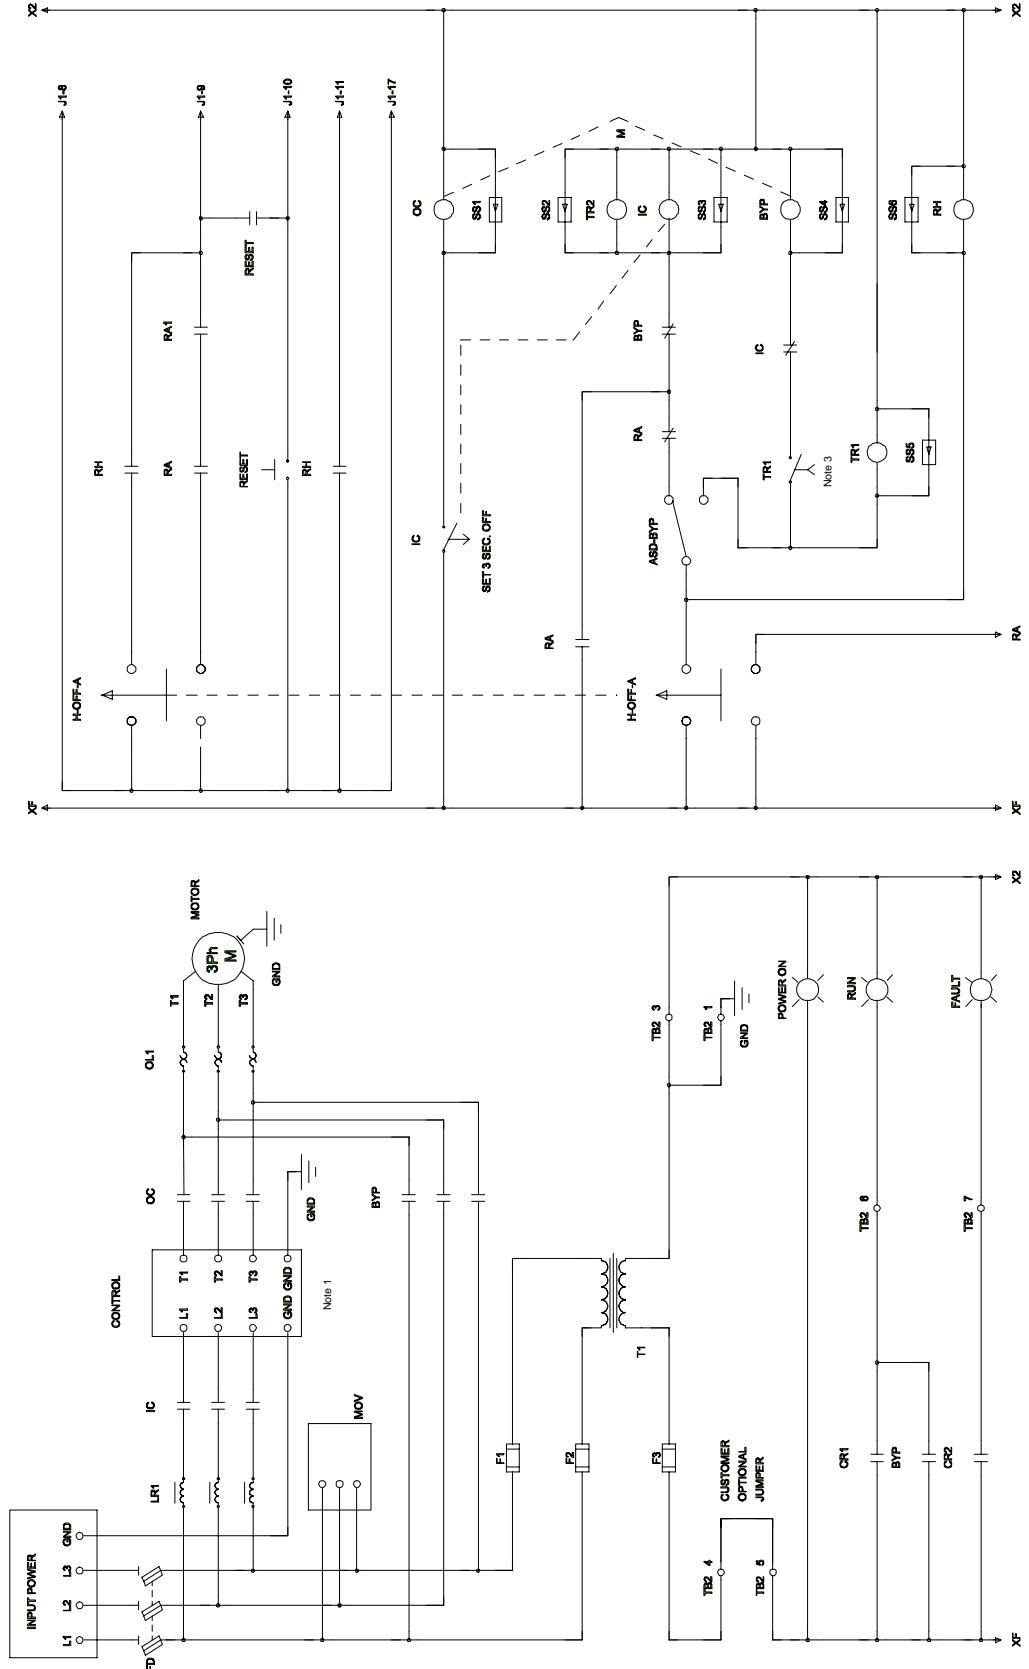 X2
X2
J1-8
J1-9
J1-10
J1-11
J1-17
M
OC
SS1
SS2
TR2
IC
SS3
BYP
SS4
SS6
RH
RESET
RA1
BYP
IC
RH
RA
RESET
RH
RA
TR1
Note 3
TR1
SS5
IC
SET 3 SEC. OFF
ASD-BYP
RA
RA
H-OFF-A
H-OFF-A
XF
XF
MOTOR
3Ph
M
GND
T1
T2
T3
X2
OL1
POWER ON
RUN
FAULT
TB2 3
TB2 1
GND
OC
GND
BYP
TB2 6
TB2 7
CONTROL
T1
T2
T3
GND
L1
L2
L3
GND
Note 1
T1
IC
MOV
LR1
F1
F2
F3
CUSTOMER
OPTIONAL
JUMPER
CR1
BYP
CR2
INPUT POWER
GND
L3
L2
L1
TB2 4
TB2 5
FD
XF